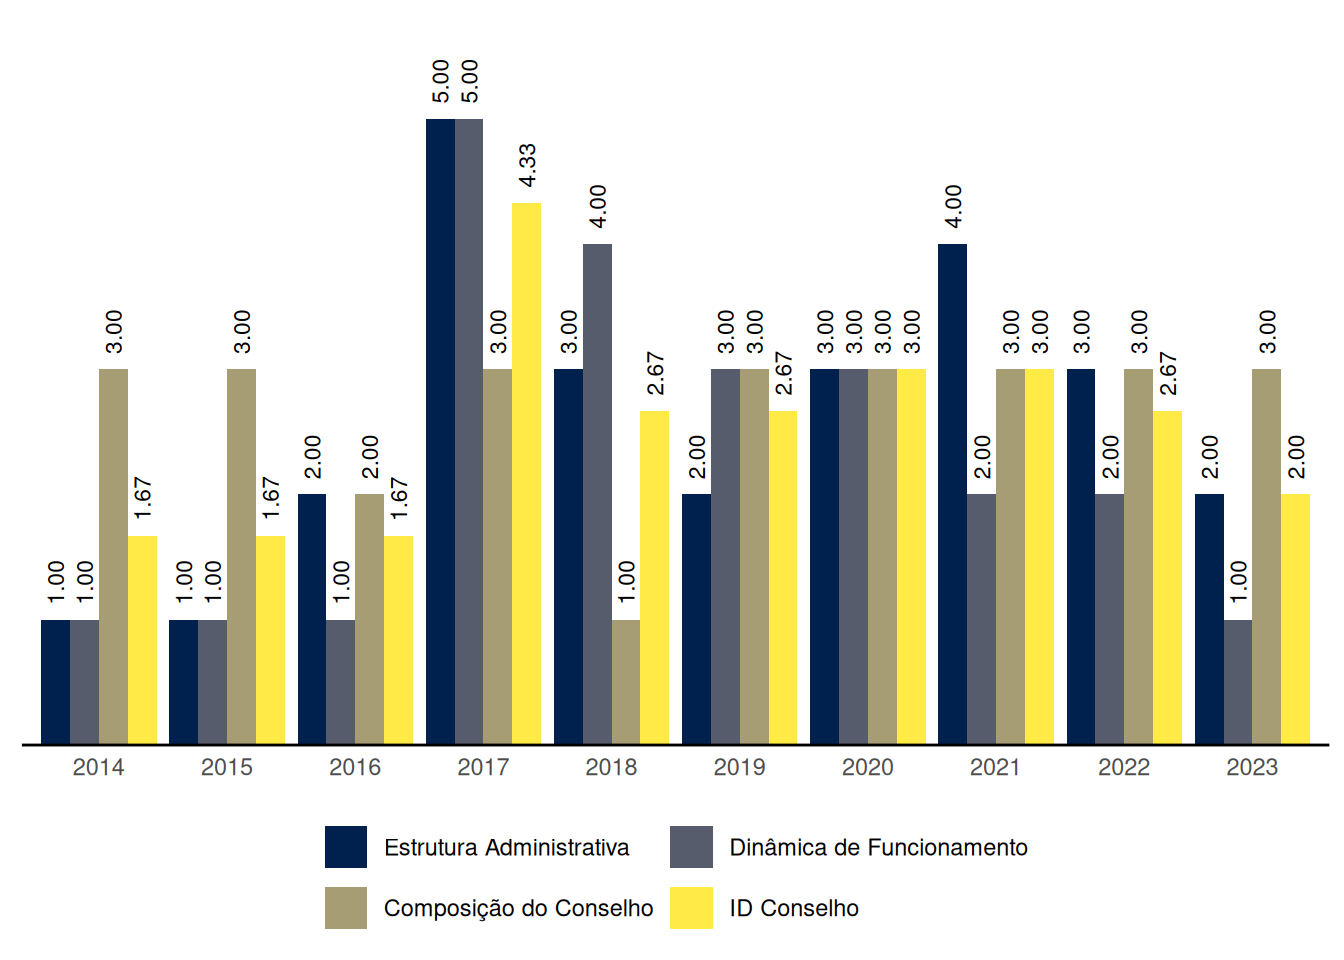 5.00 5.00
4.33
4.00 4.00
3.00 3.00 3.00 3.00 3.00 3.00 3.00 3.00 3.00 3.00 3.00 3.00 3.00 3.00 3.00
2.67 2.67 2.67
2.00 2.00 2.00 2.00 2.00 2.00 2.00
1.67 1.67 1.67
1.00 1.00 1.00 1.00 1.00 1.00 1.00
2014 2015 2016 2017 2018 2019 2020 2021 2022 2023
Estrutura Administrativa Dinâmica de Funcionamento
Composição do Conselho ID Conselho